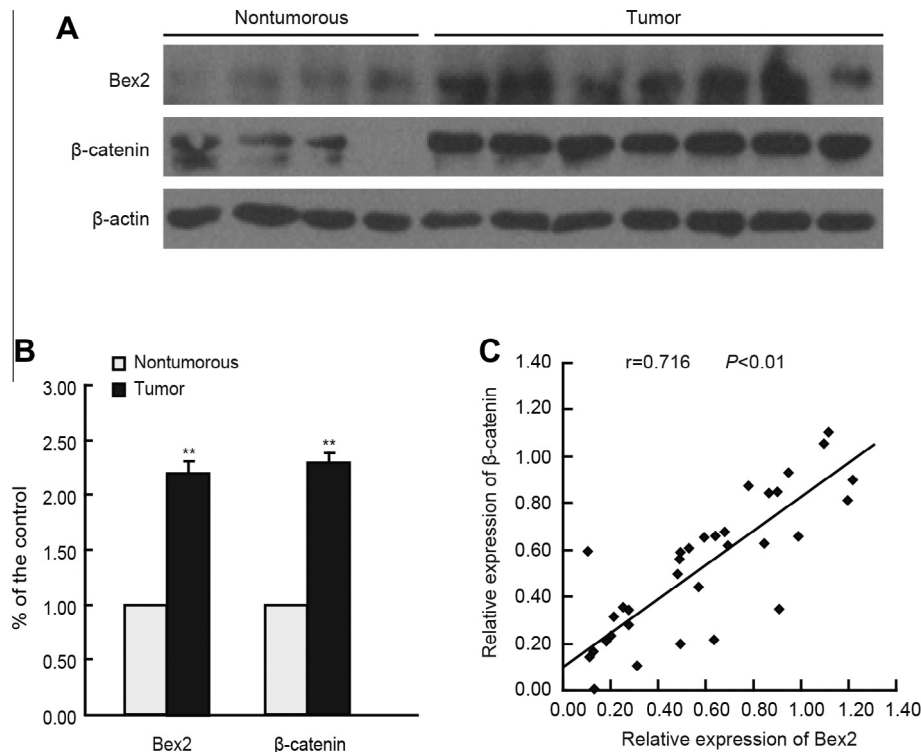 A
Nontumorous Tumor
Bex2
β-catenin
β-actin
B
Nontumorous
Tumor
% of the control
3.00
2.50
2.00
1.50
1.00
0.50
0.00
** **
Bex2 β-catenin
C
r=0.716 P<0.01
Relative expression of β-catenin
1.40
1.20
1.00
0.80
0.60
0.40
0.20
0.00
0.00 0.20 0.40 0.60 0.80 1.00 1.20 1.40
Relative expression of Bex2